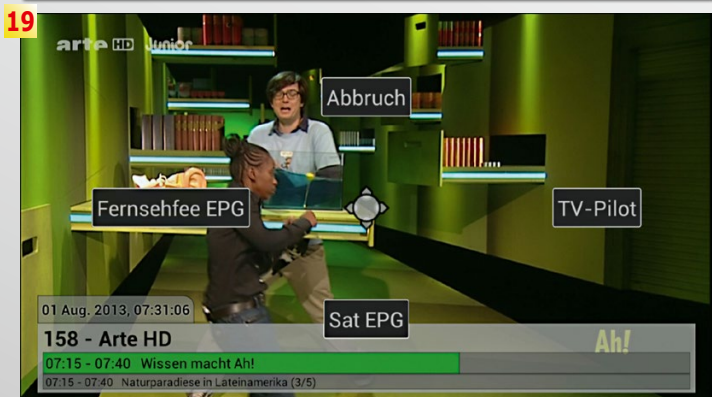 19
arte HD Junior
Abbruch
Fernsehfee EPG
TV-Pilot
Sat EPG
01 Aug. 2013, 07:31:06
158 - Arte HD
Ah!
07:15 - 07:40 Wissen macht Ah!
07:15 - 07:40 Naturparadiese in Lateinamerika (3/5)